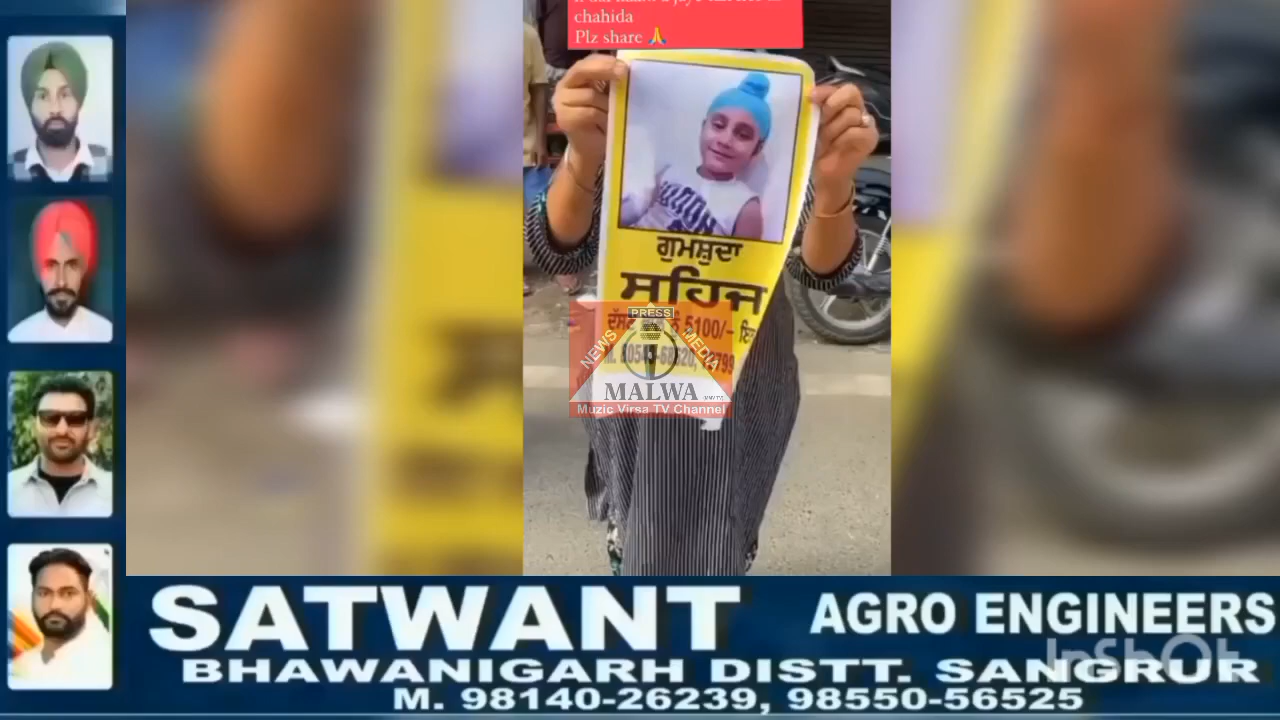 chahida
Plz share 🙏
ਗੁਮਸ਼ੁਦਾ
ਸਹਿਜ
5100/-
PRESS
NEWS MEDIA
MALWA
Muzic Virsa TV Channel
SATWANT AGRO ENGINEERS
BHAWANIGARH DISTT. SANGRUR
M. 98140-26239, 98550-56525
InShOt